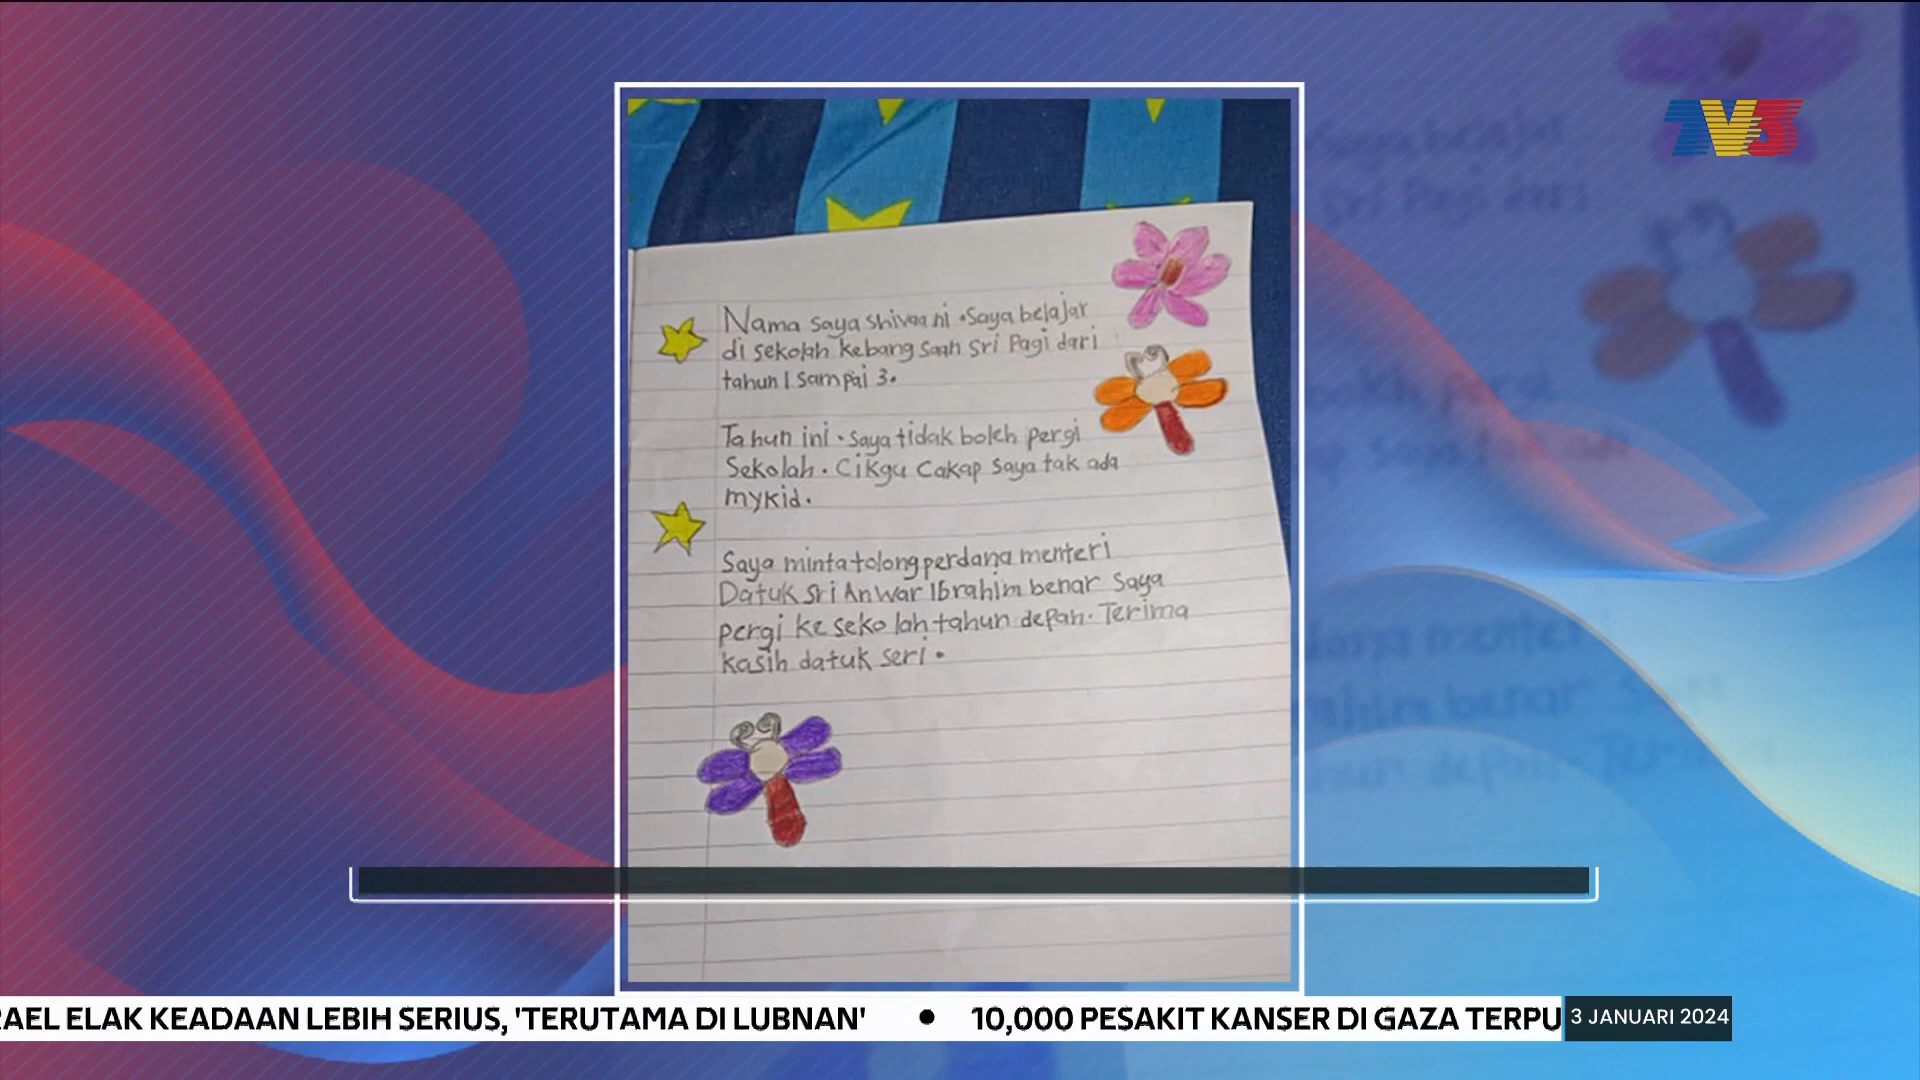 TV3
Nama saya shivaani. Saya belajar
di sekolah kebangsaan Sri Pagi dari
tahun 1 sampai 3.
Tahun ini. saya tidak boleh pergi
Sekolah. Cikgu Cakap Saya tak ada
mykid.
Saya minta tolong perdana menteri
Datuk Sri Anwar Ibrahim benar Saya
pergi ke sekolah tahun depan. Terima
kasih datuk seri.
RAEL ELAK KEADAAN LEBIH SERIUS, 'TERUTAMA DI LUBNAN' • 10,000 PESAKIT KANSER DI GAZA TERPU
3 JANUARI 2024